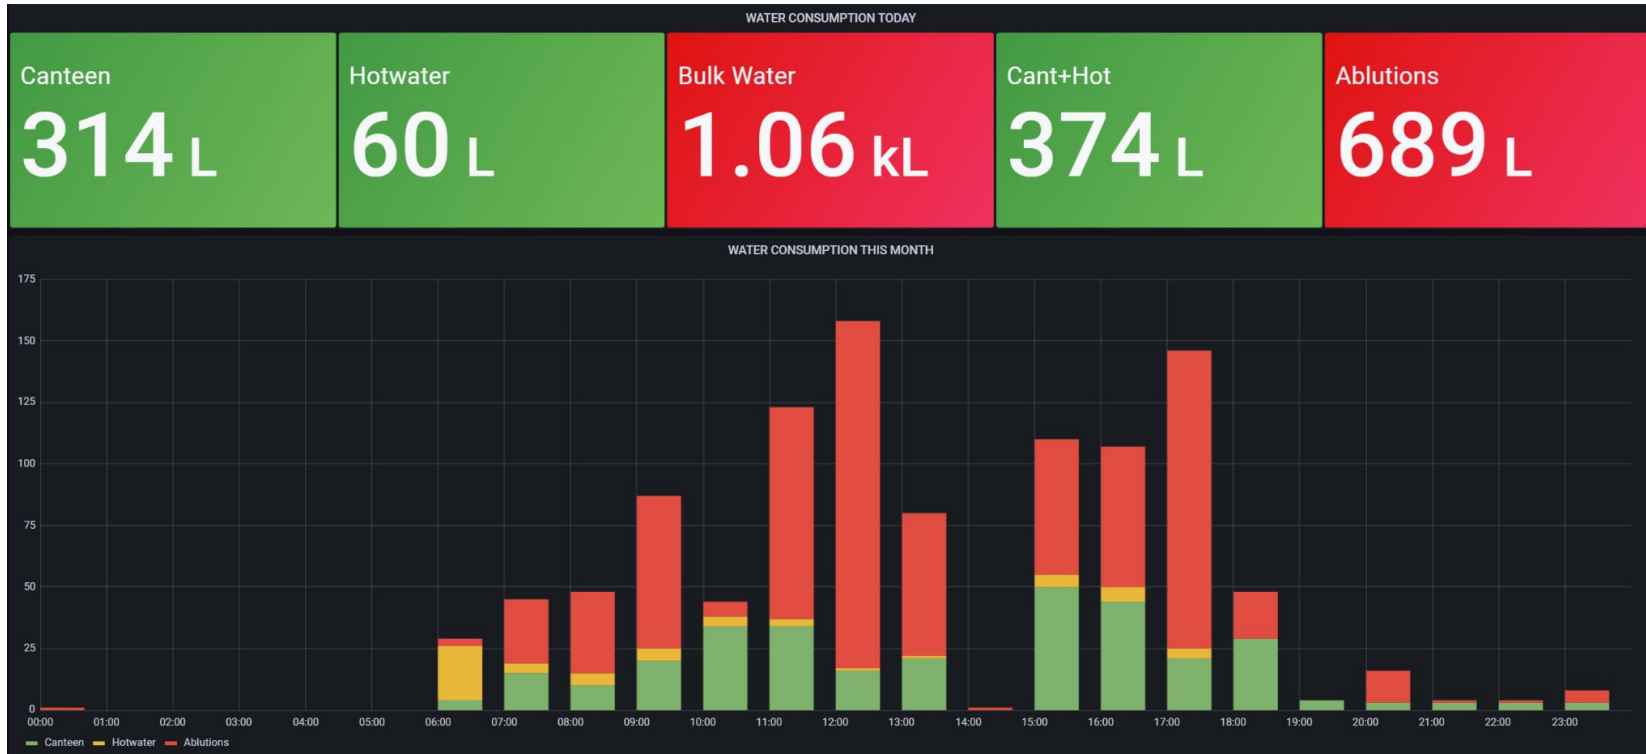 WATER CONSUMPTION TODAY
Canteen
314 L
Hotwater
60 L
Bulk Water
1.06 kL
Cant+Hot
374 L
Ablutions
689 L
WATER CONSUMPTION THIS MONTH
175
150
125
100
75
50
25
0
00:00 01:00 02:00 03:00 04:00 05:00 06:00 07:00 08:00 09:00 10:00 11:00 12:00 13:00 14:00 15:00 16:00 17:00 18:00 19:00 20:00 21:00 22:00 23:00
Canteen Hotwater Ablutions